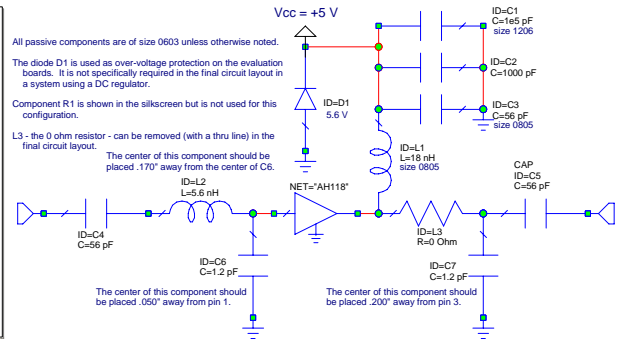 Vcc = +5 V
ID=C1
C=1e5 pF
size 1206
All passive components are of size 0603 unless otherwise noted.
The diode D1 is used as over-voltage protection on the evaluation
boards. It is not specifically required in the final circuit layout in
a system using a DC regulator.
ID=C2
C=1000 pF
Component R1 is shown in the silkscreen but is not used for this
configuration.
ID=D1
5.6 V
ID=C3
C=56 pF
size 0805
L3 - the 0 ohm resistor - can be removed (with a thru line) in the
final circuit layout.
The center of this component should be
placed .170" away from the center of C6.
ID=L1
L=18 nH
size 0805
ID=L2
L=5.6 nH
NET="AH118"
CAP
ID=C5
C=56 pF
ID=C4
C=56 pF
ID=L3
R=0 Ohm
ID=C6
C=1.2 pF
ID=C7
C=1.2 pF
The center of this component should
be placed .050" away from pin 1.
The center of this component should
be placed .200" away from pin 3.